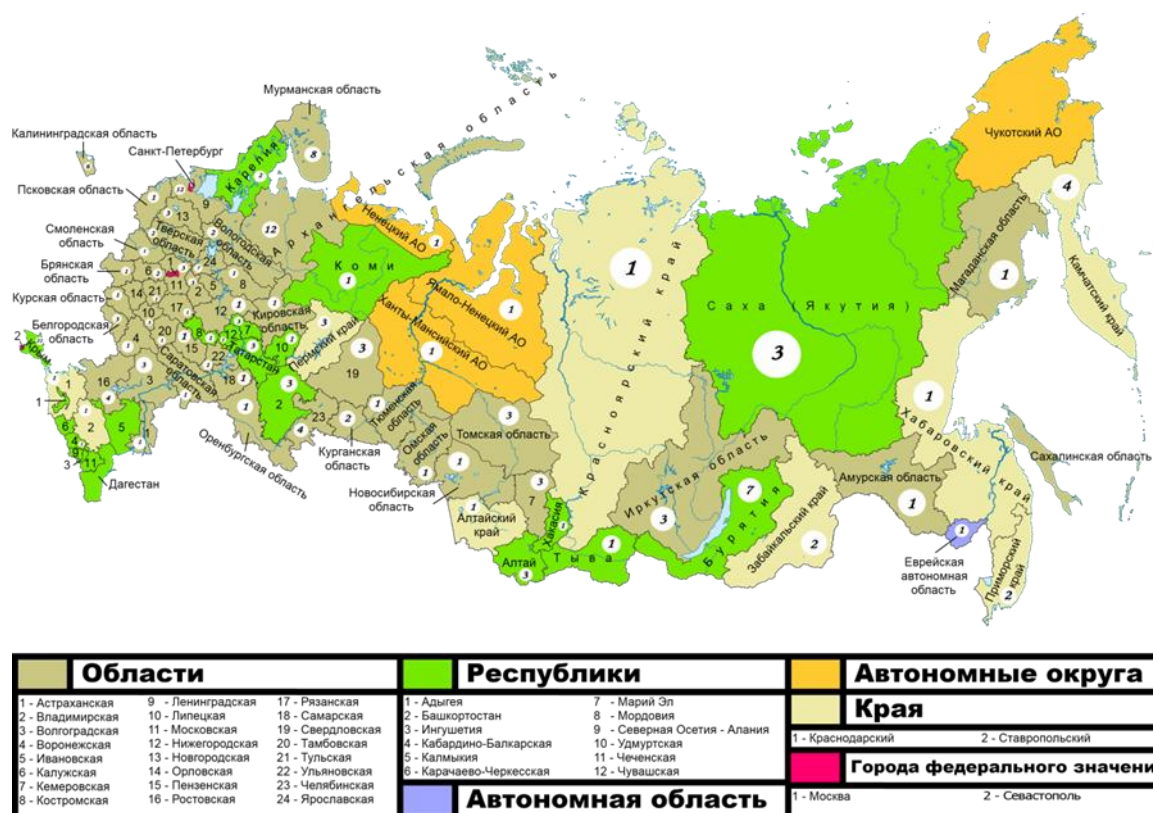 Мурманская область
Калининградская область
Санкт-Петербург
Псковская область
Смоленская
область
Брянская
область
Курская область
Белгородская
область
Крым
Карелия
Архангельская область
Вологодская
область
Тверская
область
Ненецкий АО
Коми
Ямало-Ненецкий АО
Ханты-Мансийский АО
Кировская
область
Пермский край
Татарстан
Саратовская
область
Оренбургская область
Дагестан
Курганская
область
Тюменская
область
Омская
область
Томская область
Новосибирская
область
Алтайский
край
Алтай
Хакасия
Тыва
Красноярский край
Иркутская область
Бурятия
Забайкальский край
Саха (Якутия)
Чукотский АО
Магаданская область
Камчатский край
Хабаровский край
Амурская область
Сахалинская область
Еврейская
автономная
область
Приморский
край
Области
1 - Астраханская
2 - Владимирская
3 - Волгоградская
4 - Воронежская
5 - Ивановская
6 - Калужская
7 - Кемеровская
8 - Костромская
9 - Ленинградская
10 - Липецкая
11 - Московская
12 - Нижегородская
13 - Новгородская
14 - Орловская
15 - Пензенская
16 - Ростовская
17 - Рязанская
18 - Самарская
19 - Свердловская
20 - Тамбовская
21 - Тульская
22 - Ульяновская
23 - Челябинская
24 - Ярославская
Республики
1 - Адыгея
2 - Башкортостан
3 - Ингушетия
4 - Кабардино-Балкарская
5 - Калмыкия
6 - Карачаево-Черкесская
7 - Марий Эл
8 - Мордовия
9 - Северная Осетия - Алания
10 - Удмуртская
11 - Чеченская
12 - Чувашская
Автономная область
Автономные округа
Края
1 - Краснодарский
2 - Ставропольский
Города федерального значени
1 - Москва
2 - Севастополь